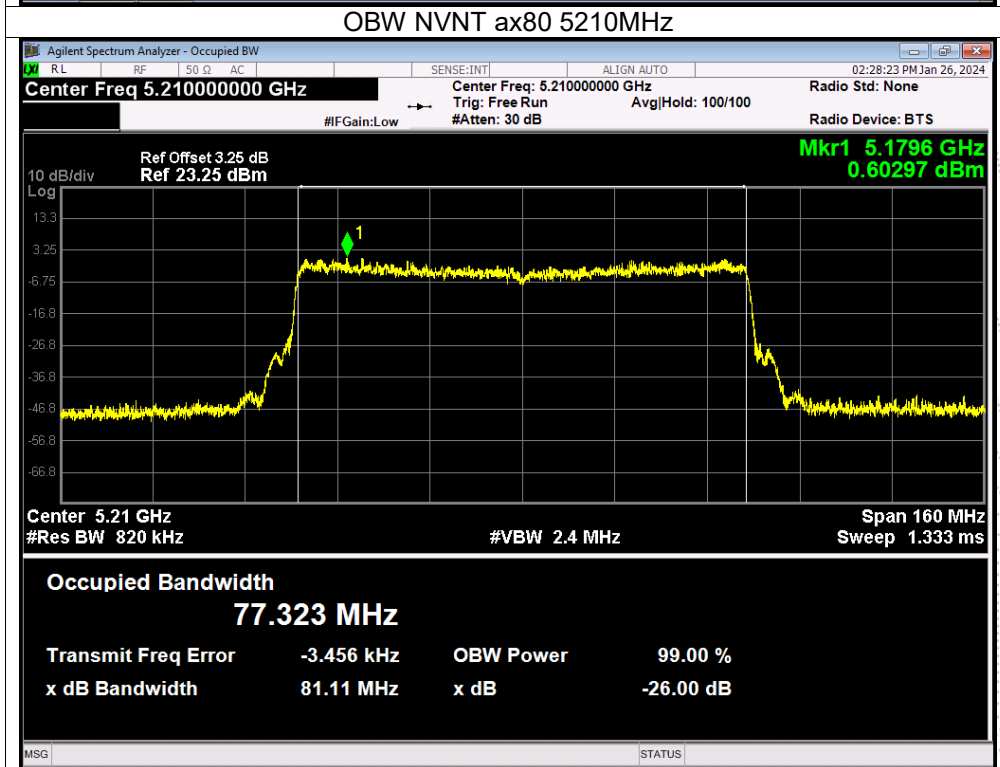 OBW NVNT ax80 5210MHz
Agilent Spectrum Analyzer - Occupied BW
LXI RL RF 50 Ω AC SENSE:INT ALIGN AUTO 02:28:23 PM Jan 26, 2024
Center Freq 5.210000000 GHz Center Freq: 5.210000000 GHz Radio Std: None
Trig: Free Run Avg|Hold: 100/100
#IFGain:Low #Atten: 30 dB Radio Device: BTS
Mkr1 5.1796 GHz
0.60297 dBm
Ref Offset 3.25 dB
10 dB/div Ref 23.25 dBm
Log
13.3
1
3.25
-6.75
-16.8
-26.8
-36.8
-46.8
-56.8
-66.8
Center 5.21 GHz Span 160 MHz
#Res BW 820 kHz #VBW 2.4 MHz Sweep 1.333 ms
Occupied Bandwidth
77.323 MHz
Transmit Freq Error -3.456 kHz OBW Power 99.00 %
x dB Bandwidth 81.11 MHz x dB -26.00 dB
MSG STATUS